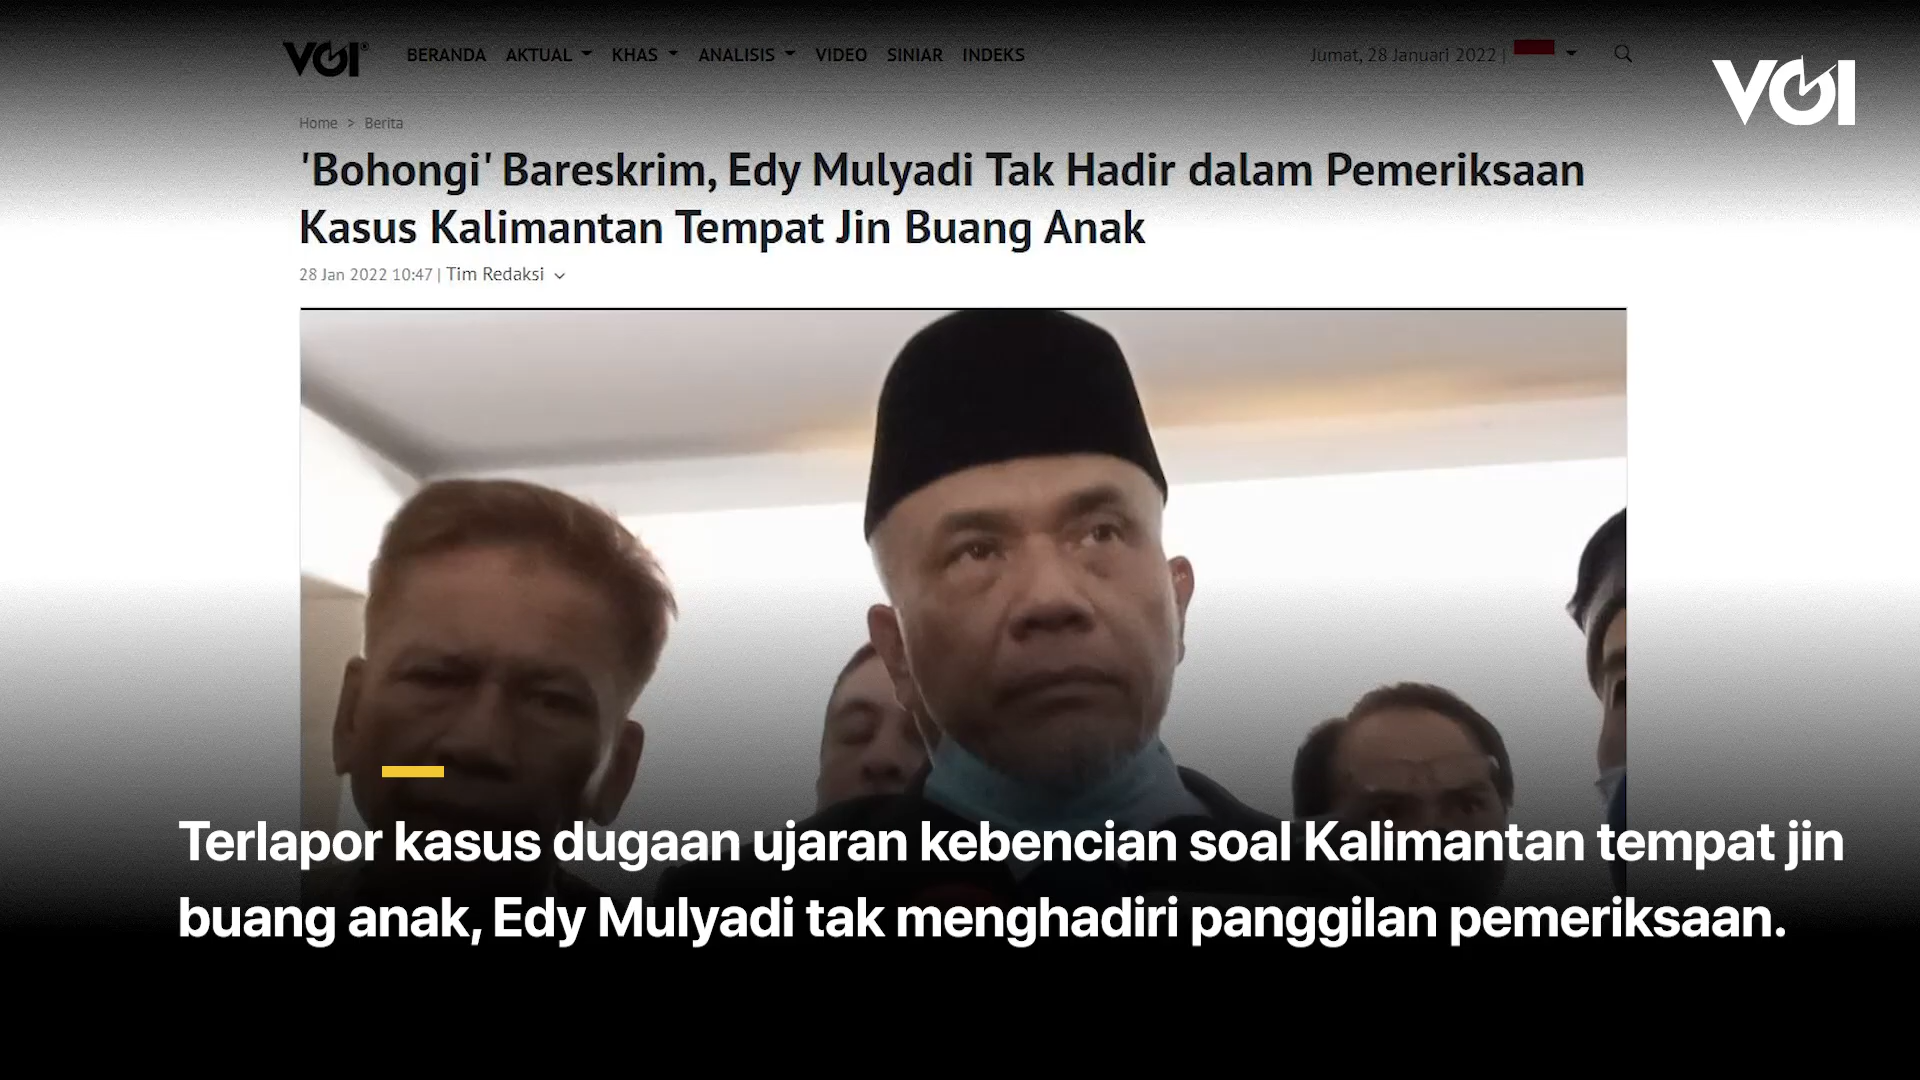 VOI BERANDA AKTUAL KHAS ANALISIS VIDEO SINIAR INDEKS Jumat, 28 Januari 2022 |
VOI
Home > Berita
'Bohongi' Bareskrim, Edy Mulyadi Tak Hadir dalam Pemeriksaan
Kasus Kalimantan Tempat Jin Buang Anak
28 Jan 2022 10:47 | Tim Redaksi
Terlapor kasus dugaan ujaran kebencian soal Kalimantan tempat jin
buang anak, Edy Mulyadi tak menghadiri panggilan pemeriksaan.